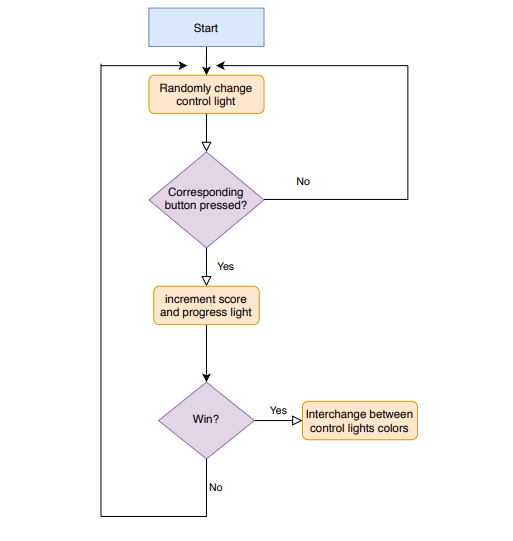 Start
Randomly change
control light
Corresponding
button pressed?
No
Yes
increment score
and progress light
Win?
Yes
Interchange between
control lights colors
No